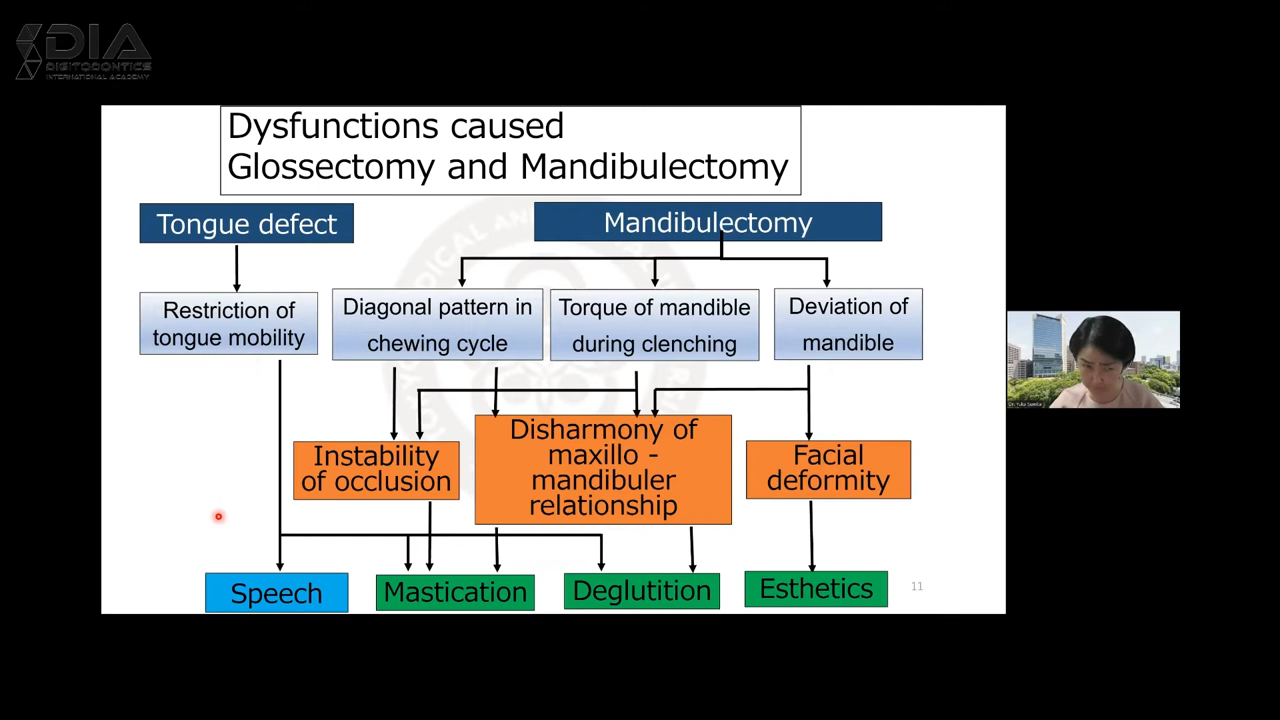 DIA
DIGITODONTICS
INTERNATIONAL ACADEMY
Dysfunctions caused
Glossectomy and Mandibulectomy
Tongue defect
Mandibulectomy
Restriction of
tongue mobility
Diagonal pattern in
chewing cycle
Torque of mandible
during clenching
Deviation of
mandible
Instability
of occlusion
Disharmony of
maxillo -
mandibuler
relationship
Facial
deformity
Speech
Mastication
Deglutition
Esthetics
11